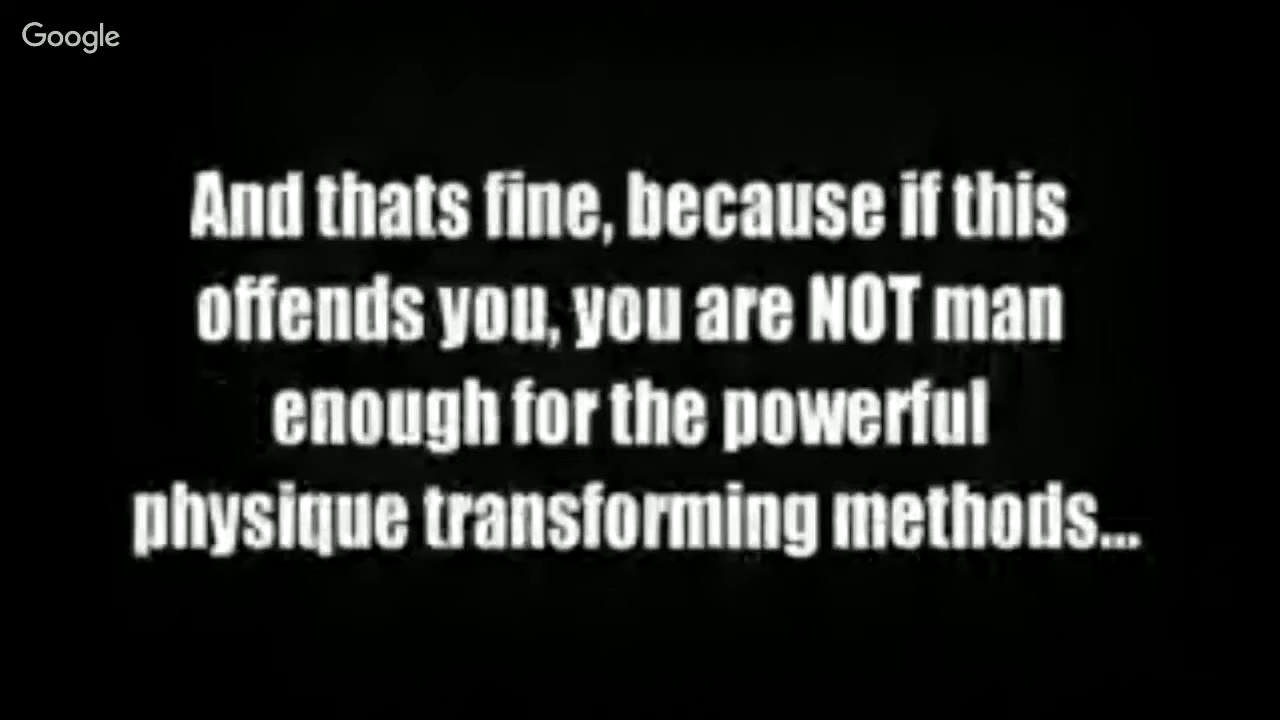 Google
And thats fine, because if this
offends you, you are NOT man
enough for the powerful
physique transforming methods...